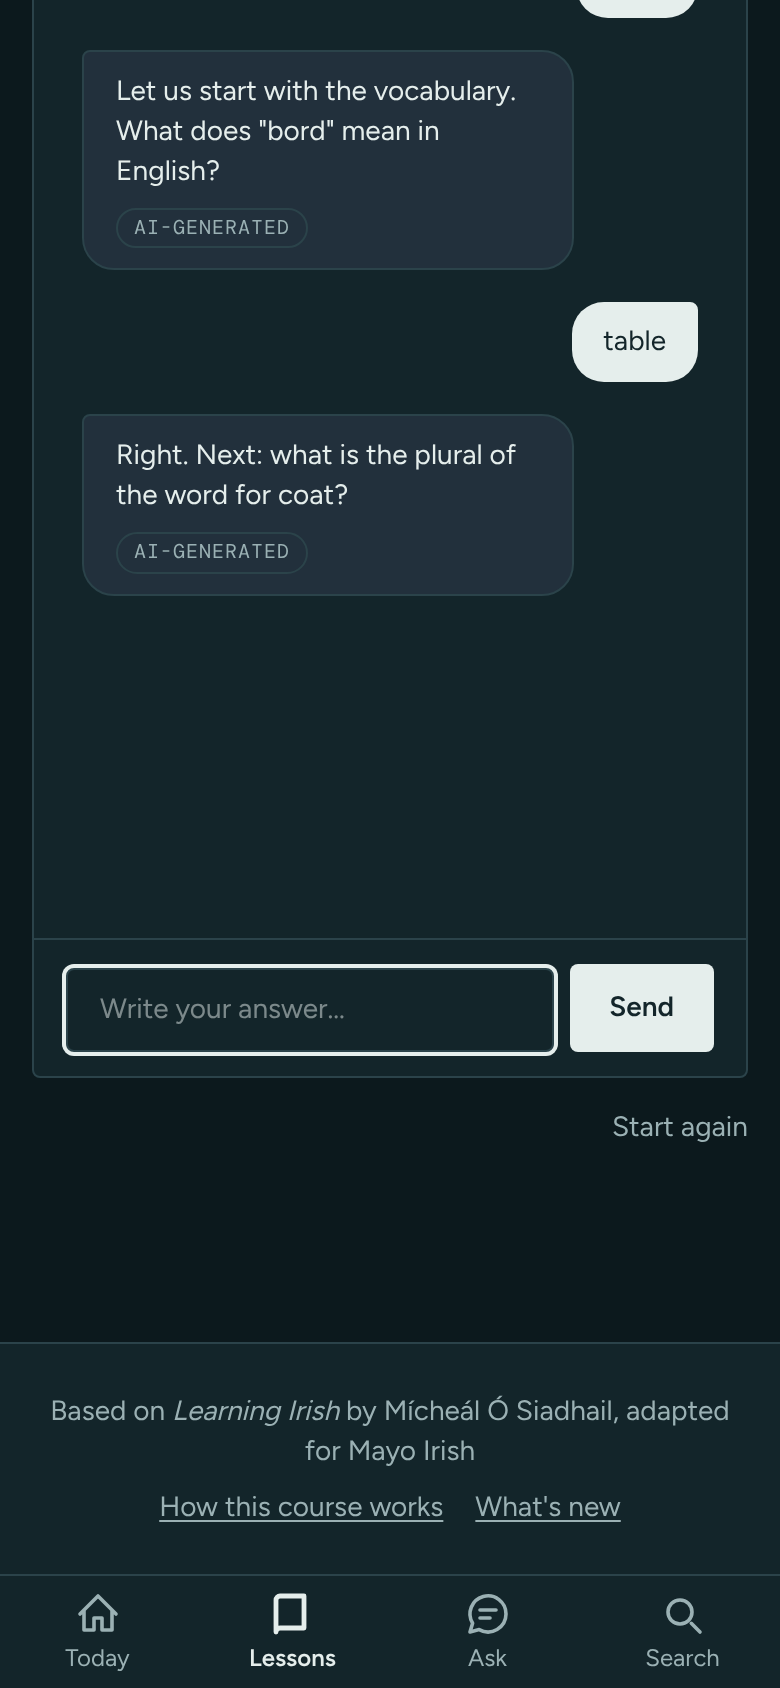 Let us start with the vocabulary.
What does "bord" mean in
English?
AI-GENERATED
table
Right. Next: what is the plural of
the word for coat?
AI-GENERATED
Write your answer...
Send
Start again
Based on Learning Irish by Mícheál Ó Siadhail, adapted
for Mayo Irish
How this course works What's new
Today Lessons Ask Search